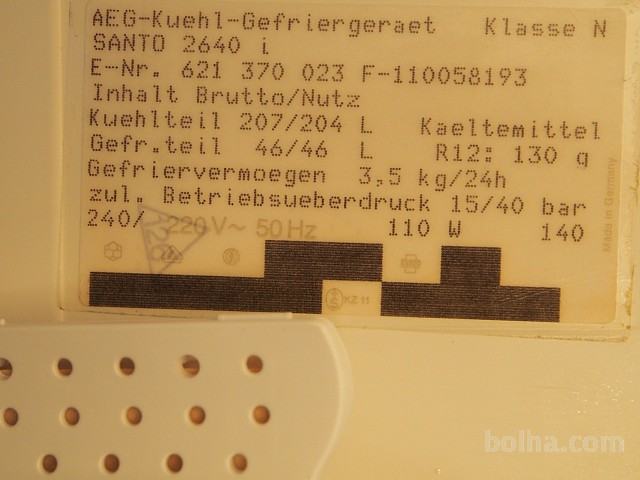 AEG-Kuehl-Gefriergeraet Klasse N
SANTO 2640 i
E-Nr. 621 370 023 F-110058193
Inhalt Brutto/Nutz
Kuehlteil 207/204 L Kaeltemittel
Gefr.teil 46/46 L R12: 130 g
Gefriervermoegen 3,5 kg/24h
zul. Betriebsueberdruck 15/40 bar
240/ 220 V~ 50 Hz 110 W 140
KZ 11
Made in Germany
bolha.com